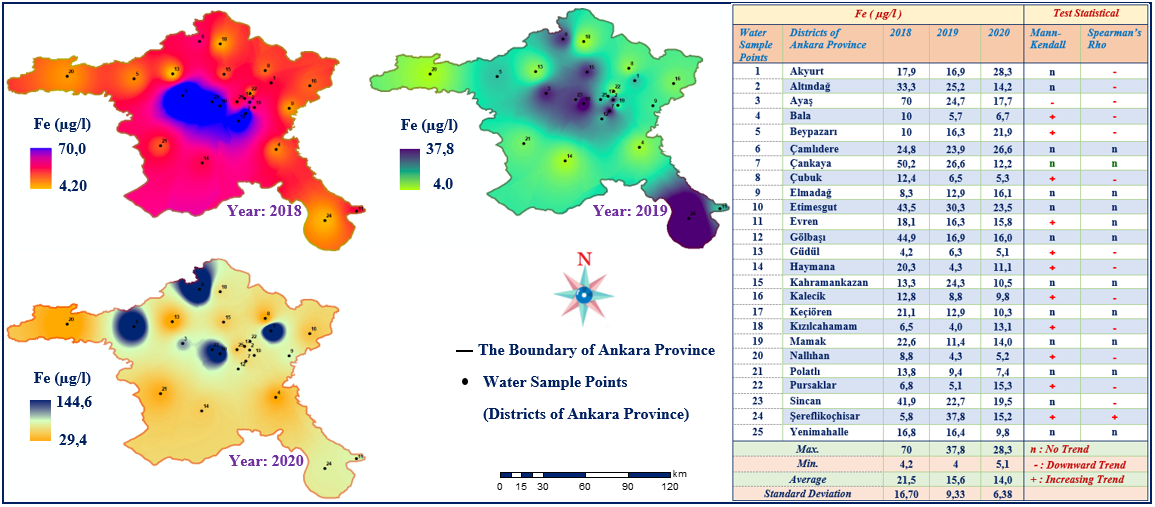 Fe (µg/l)
70,0
4,20
Year: 2018
Fe (µg/l)
37,8
4.0
Year: 2019
Fe (µg/l)
144,6
29,4
Year: 2020
N
The Boundary of Ankara Province
Water Sample Points
(Districts of Ankara Province)
km
0 15 30 60 90 120
Fe ( µg/l ) Test Statistical
Water Sample Points Districts of Ankara Province 2018 2019 2020 Mann-Kendall Spearman’s Rho
1 Akyurt 17,9 16,9 28,3 n -
2 Altındağ 33,3 25,2 14,2 n -
3 Ayaş 70 24,7 17,7 - -
4 Bala 10 5,7 6,7 + -
5 Beypazarı 10 16,3 21,9 + -
6 Çamlıdere 24,8 23,9 26,6 n n
7 Çankaya 50,2 26,6 12,2 n n
8 Çubuk 12,4 6,5 5,3 + -
9 Elmadağ 8,3 12,9 16,1 n n
10 Etimesgut 43,5 30,3 23,5 n n
11 Evren 18,1 16,3 15,8 + n
12 Gölbaşı 44,9 16,9 16,0 n n
13 Güdül 4,2 6,3 5,1 + -
14 Haymana 20,3 4,3 11,1 + -
15 Kahramankazan 13,3 24,3 10,5 n n
16 Kalecik 12,8 8,8 9,8 + -
17 Keçiören 21,1 12,9 10,3 n n
18 Kızılcahamam 6,5 4,0 13,1 + -
19 Mamak 22,6 11,4 14,0 n n
20 Nallıhan 8,8 4,3 5,2 + -
21 Polatlı 13,8 9,4 7,4 n n
22 Pursaklar 6,8 5,1 15,3 + -
23 Sincan 41,9 22,7 19,5 n -
24 Şereflikoçhisar 5,8 37,8 15,2 + +
25 Yenimahalle 16,8 16,4 9,8 n n
Max. 70 37,8 28,3 n : No Trend
Min. 4,2 4 5,1 - : Downward Trend
Average 21,5 15,6 14,0 + : Increasing Trend
Standard Deviation 16,70 9,33 6,38